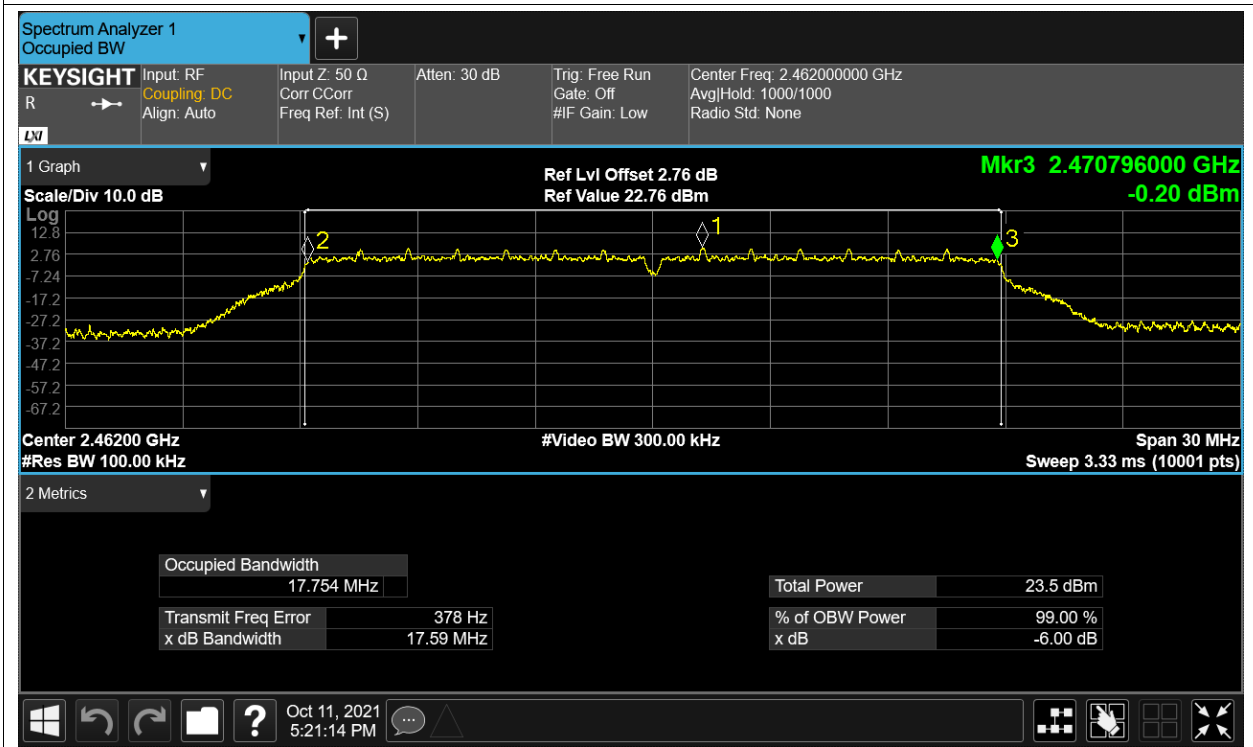 Spectrum Analyzer 1
Occupied BW
KEYSIGHT
R
LXI
Input: RF
Coupling: DC
Align: Auto
Input Z: 50 Ω
Corr CCorr
Freq Ref: Int (S)
Atten: 30 dB
Trig: Free Run
Gate: Off
#IF Gain: Low
Center Freq: 2.462000000 GHz
Avg|Hold: 1000/1000
Radio Std: None
1 Graph
Scale/Div 10.0 dB
Ref Lvl Offset 2.76 dB
Ref Value 22.76 dBm
Mkr3 2.470796000 GHz
-0.20 dBm
Log
12.8
2.76
-7.24
-17.2
-27.2
-37.2
-47.2
-57.2
-67.2
2
1
3
Center 2.46200 GHz
#Res BW 100.00 kHz
#Video BW 300.00 kHz
Span 30 MHz
Sweep 3.33 ms (10001 pts)
2 Metrics
Occupied Bandwidth
17.754 MHz
Transmit Freq Error 378 Hz
x dB Bandwidth 17.59 MHz
Total Power 23.5 dBm
% of OBW Power 99.00 %
x dB -6.00 dB
?
Oct 11, 2021
5:21:14 PM